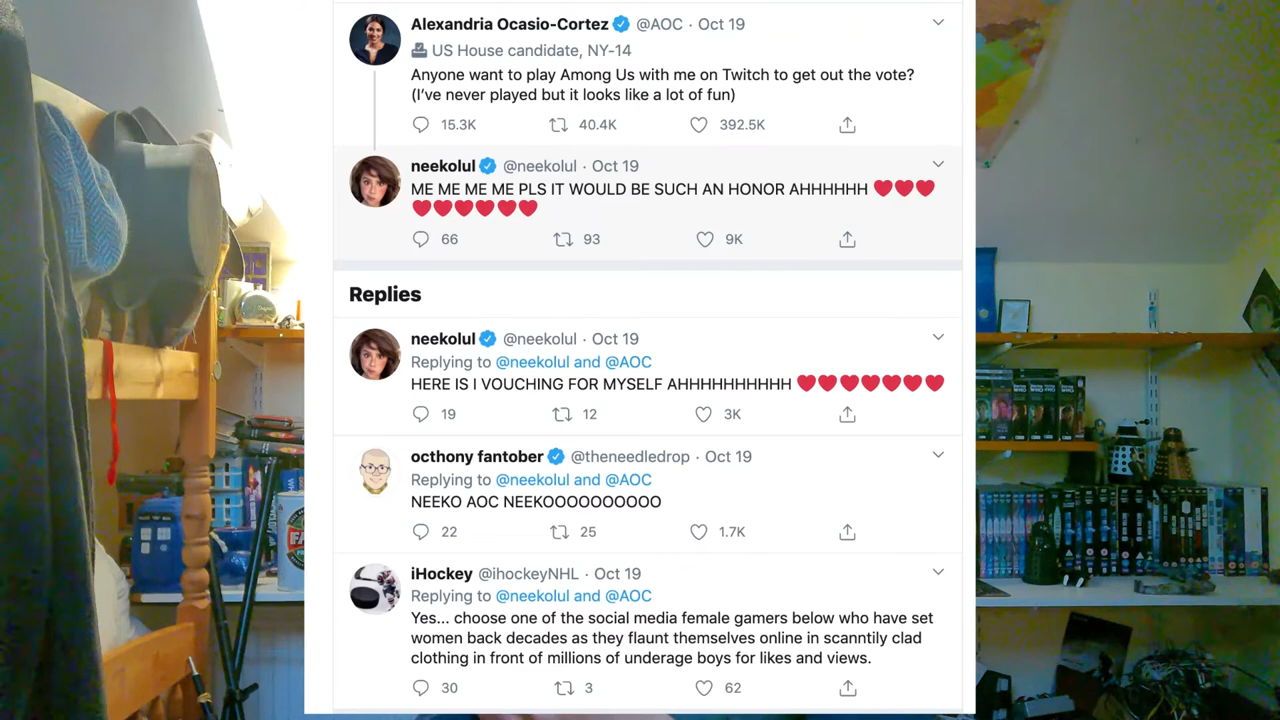 Alexandria Ocasio-Cortez @AOC · Oct 19
US House candidate, NY-14
Anyone want to play Among Us with me on Twitch to get out the vote?
(I've never played but it looks like a lot of fun)
15.3K 40.4K 392.5K
neekolul @neekolul · Oct 19
ME ME ME ME PLS IT WOULD BE SUCH AN HONOR AHHHHHH ❤️❤️❤️
❤️❤️❤️❤️❤️❤️
66 93 9K
Replies
neekolul @neekolul · Oct 19
Replying to @neekolul and @AOC
HERE IS I VOUCHING FOR MYSELF AHHHHHHHHHH ❤️❤️❤️❤️❤️❤️❤️
19 12 3K
octhony fantober @theneedledrop · Oct 19
Replying to @neekolul and @AOC
NEEKO AOC NEEKOOOOOOOOOO
22 25 1.7K
iHockey @ihockeyNHL · Oct 19
Replying to @neekolul and @AOC
Yes... choose one of the social media female gamers below who have set
women back decades as they flaunt themselves online in scanntily clad
clothing in front of millions of underage boys for likes and views.
30 3 62